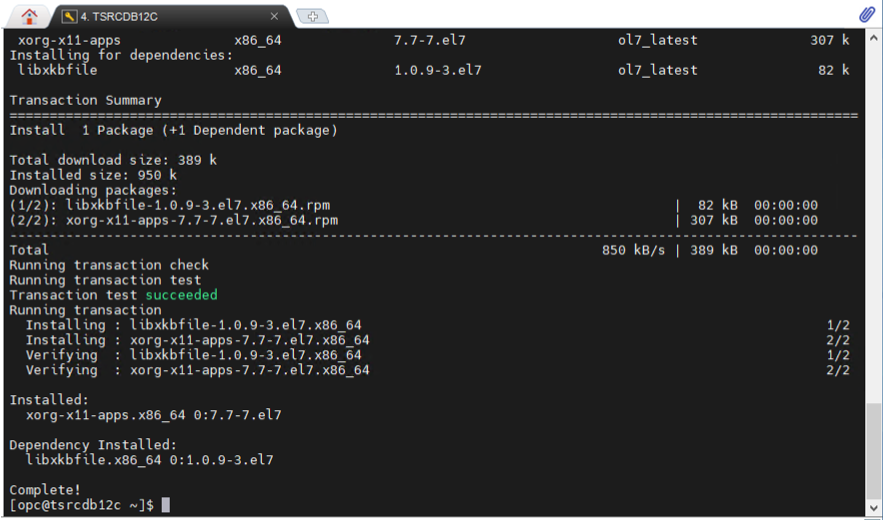 4. TSRCDB12C
xorg-x11-apps x86_64 7.7-7.el7 ol7_latest 307 k
Installing for dependencies:
libxkbfile x86_64 1.0.9-3.el7 ol7_latest 82 k
Transaction Summary
================================================================================
Install 1 Package (+1 Dependent package)
Total download size: 389 k
Installed size: 950 k
Downloading packages:
(1/2): libxkbfile-1.0.9-3.el7.x86_64.rpm | 82 kB 00:00:00
(2/2): xorg-x11-apps-7.7-7.el7.x86_64.rpm | 307 kB 00:00:00
--------------------------------------------------------------------------------
Total 850 kB/s | 389 kB 00:00:00
Running transaction check
Running transaction test
Transaction test succeeded
Running transaction
Installing : libxkbfile-1.0.9-3.el7.x86_64 1/2
Installing : xorg-x11-apps-7.7-7.el7.x86_64 2/2
Verifying : libxkbfile-1.0.9-3.el7.x86_64 1/2
Verifying : xorg-x11-apps-7.7-7.el7.x86_64 2/2
Installed:
xorg-x11-apps.x86_64 0:7.7-7.el7
Dependency Installed:
libxkbfile.x86_64 0:1.0.9-3.el7
Complete!
[opc@tsrcdb12c ~]$